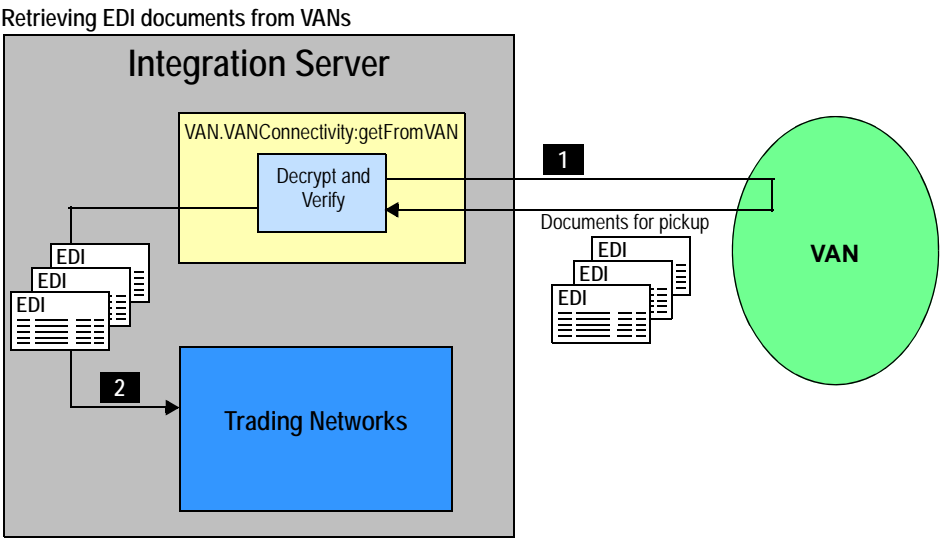 Retrieving EDI documents from VANs
Integration Server
VAN.VANConnectivity:getFromVAN
Decrypt and
Verify
1
Documents for pickup
EDI
EDI
EDI
VAN
EDI
EDI
EDI
2
Trading Networks